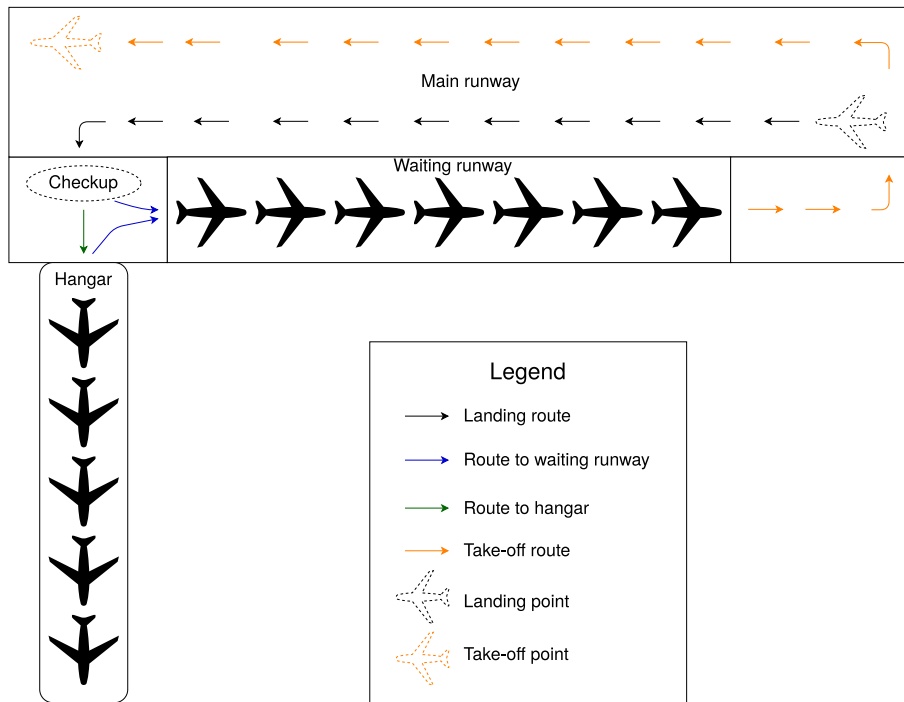 Main runway
Waiting runway
Checkup
Hangar
Legend
Landing route
Route to waiting runway
Route to hangar
Take-off route
Landing point
Take-off point